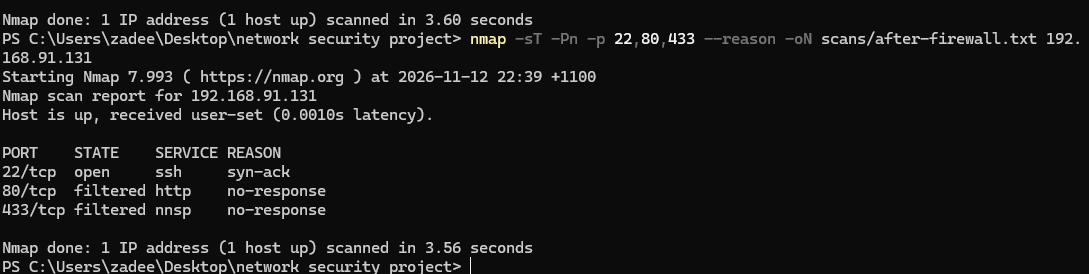 Nmap done: 1 IP address (1 host up) scanned in 3.60 seconds
PS C:\Users\zadee\Desktop\network security project> nmap -sT -Pn -p 22,80,433 --reason -oN scans/after-firewall.txt 192.
168.91.131
Starting Nmap 7.993 ( https://nmap.org ) at 2026-11-12 22:39 +1100
Nmap scan report for 192.168.91.131
Host is up, received user-set (0.0010s latency).
PORT    STATE    SERVICE REASON
22/tcp  open     ssh     syn-ack
80/tcp  filtered http    no-response
433/tcp filtered nnsp    no-response
Nmap done: 1 IP address (1 host up) scanned in 3.56 seconds
PS C:\Users\zadee\Desktop\network security project>